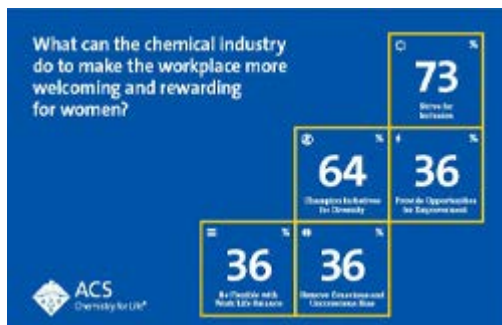 What can the chemical industry
do to make the workplace more
welcoming and rewarding
for women?
%
73
Strive for
Inclusion
%
64
Champion Initiatives
for Diversity
%
36
Provide Opportunities
for Empowerment
%
36
Be Flexible with
Work/Life Balance
%
36
Remove Conscious and
Unconscious Bias
ACS
Chemistry for Life®